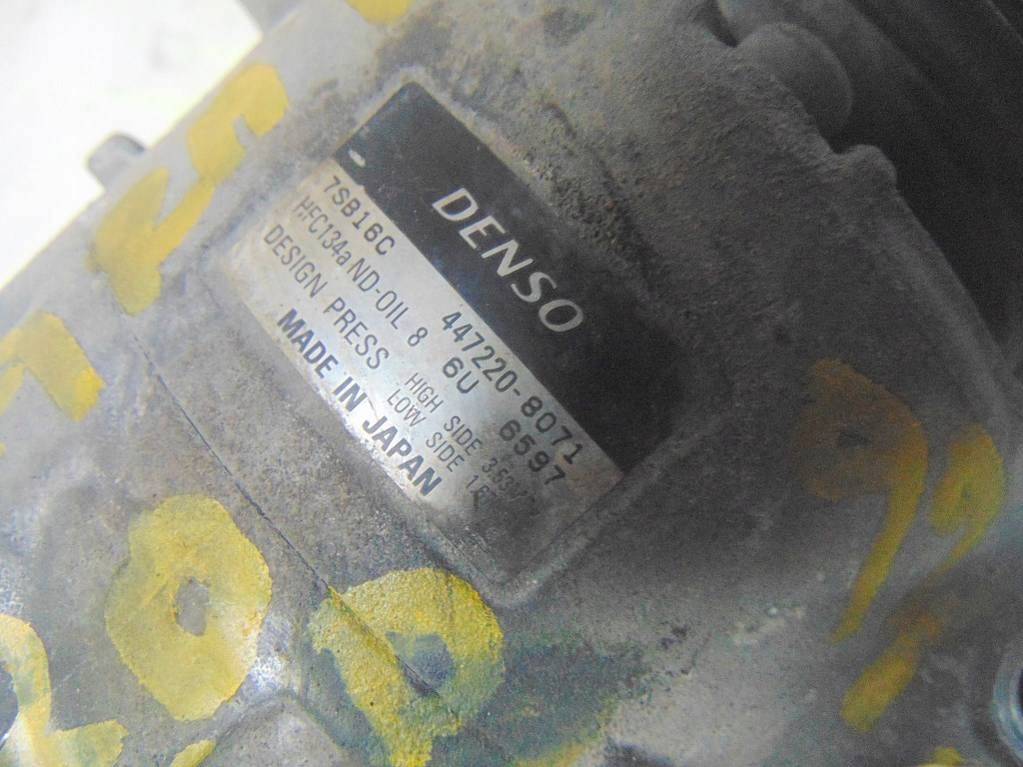 DENSO
7SB16C 447220-8071
HFC134a ND-OIL 8 6U 6597
DESIGN PRESS HIGH SIDE
LOW SIDE
MADE IN JAPAN